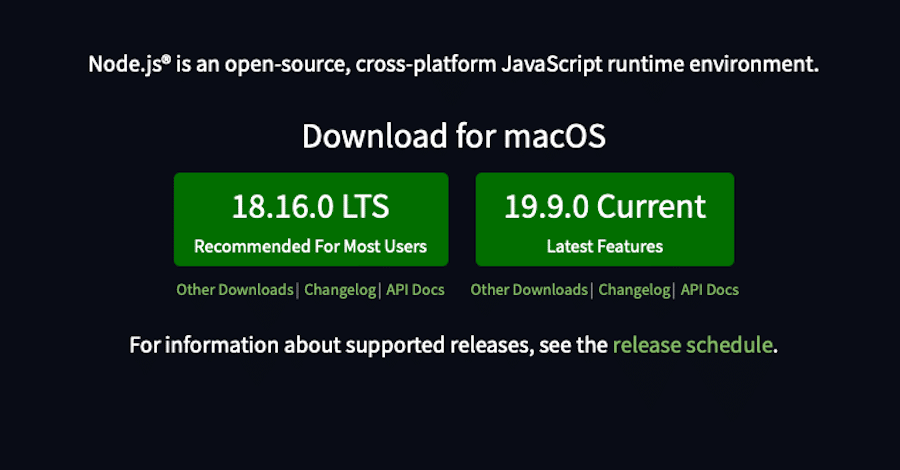 Node.js® is an open-source, cross-platform JavaScript runtime environment.
Download for macOS
18.16.0 LTS
Recommended For Most Users
19.9.0 Current
Latest Features
Other Downloads| Changelog| API Docs
Other Downloads| Changelog| API Docs
For information about supported releases, see the release schedule.